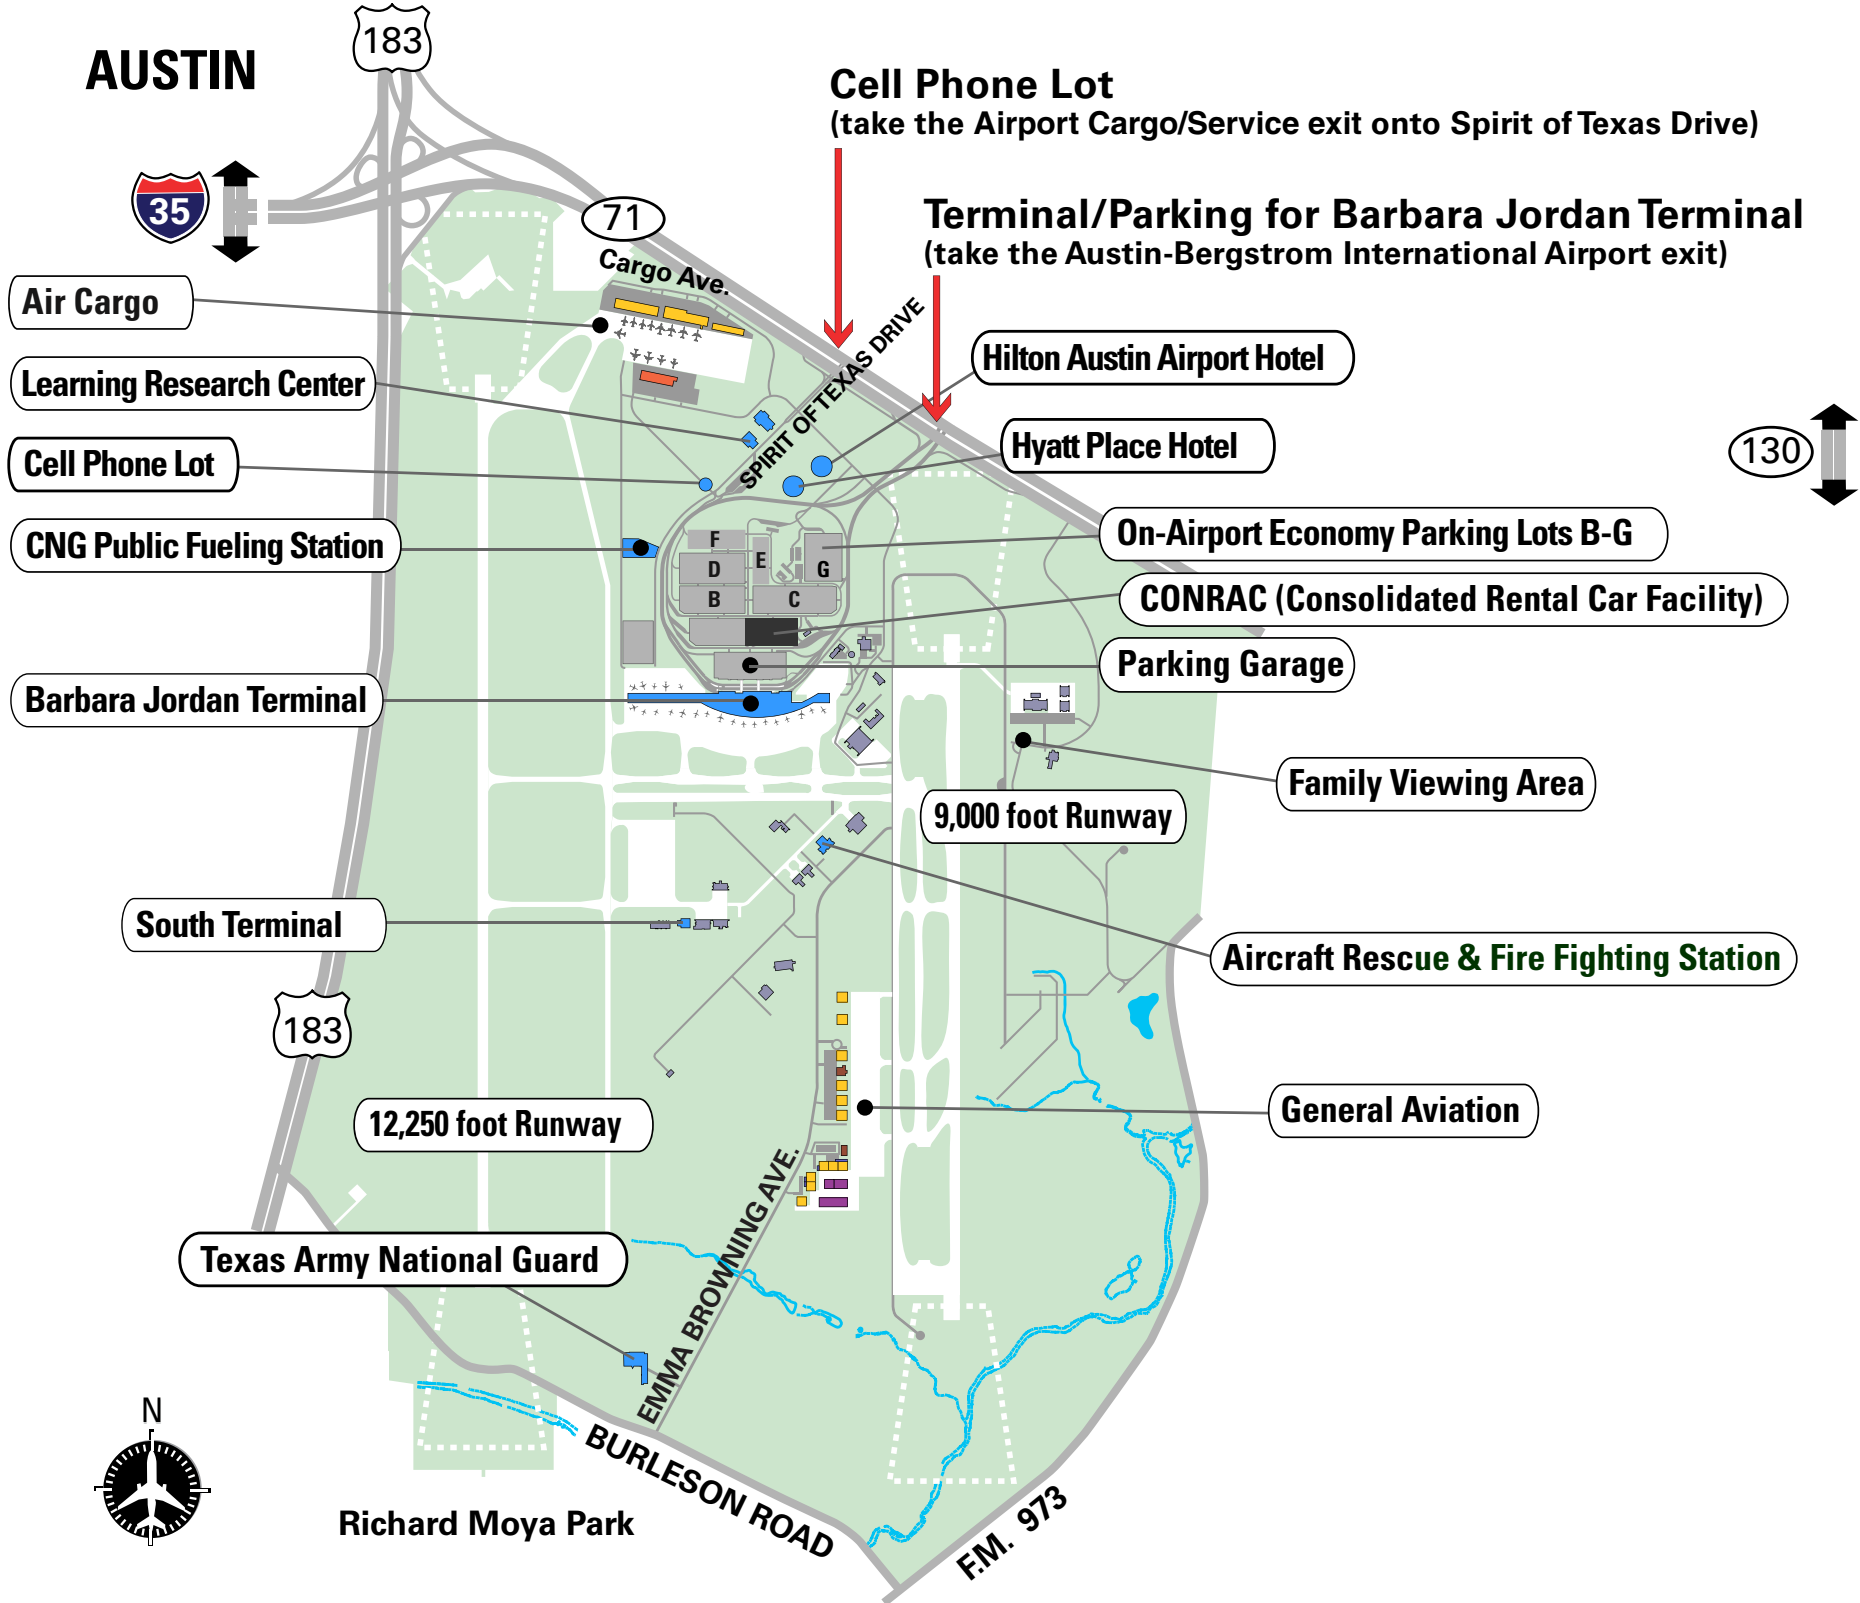 183
AUSTIN
Cell Phone Lot
(take the Airport Cargo/Service exit onto Spirit of Texas Drive)
35
71
Terminal/Parking for Barbara Jordan Terminal
(take the Austin-Bergstrom International Airport exit)
Cargo Ave.
Air Cargo
SPIRIT OF TEXAS DRIVE
Hilton Austin Airport Hotel
Learning Research Center
Hyatt Place Hotel
130
Cell Phone Lot
On-Airport Economy Parking Lots B-G
CNG Public Fueling Station
F
E
D
G
B
C
CONRAC (Consolidated Rental Car Facility)
Parking Garage
Barbara Jordan Terminal
Family Viewing Area
9,000 foot Runway
South Terminal
Aircraft Rescue & Fire Fighting Station
183
General Aviation
12,250 foot Runway
EMMA BROWNING AVE.
Texas Army National Guard
N
BURLESON ROAD
Richard Moya Park
F.M. 973